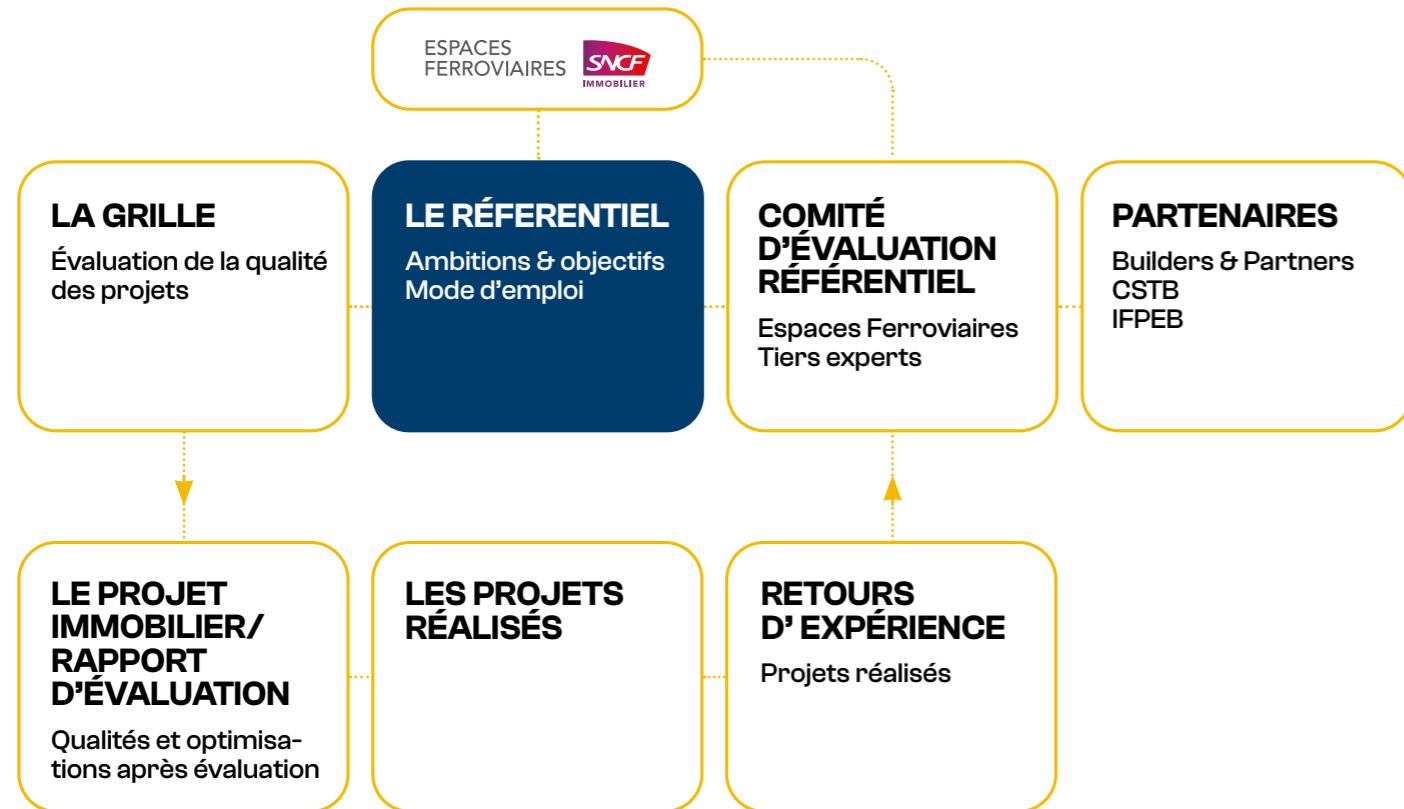 ESPACES
FERROVIAIRES
SNCF
IMMOBILIER
LA GRILLE
Évaluation de la qualité
des projets
LE RÉFERENTIEL
Ambitions & objectifs
Mode d’emploi
COMITÉ
D’ÉVALUATION
RÉFÉRENTIEL
Espaces Ferroviaires
Tiers experts
PARTENAIRES
Builders & Partners
CSTB
IFPEB
LE PROJET
IMMOBILIER/
RAPPORT
D’ÉVALUATION
Qualités et optimisa-
tions après évaluation
LES PROJETS
RÉALISÉS
RETOURS
D’ EXPÉRIENCE
Projets réalisés